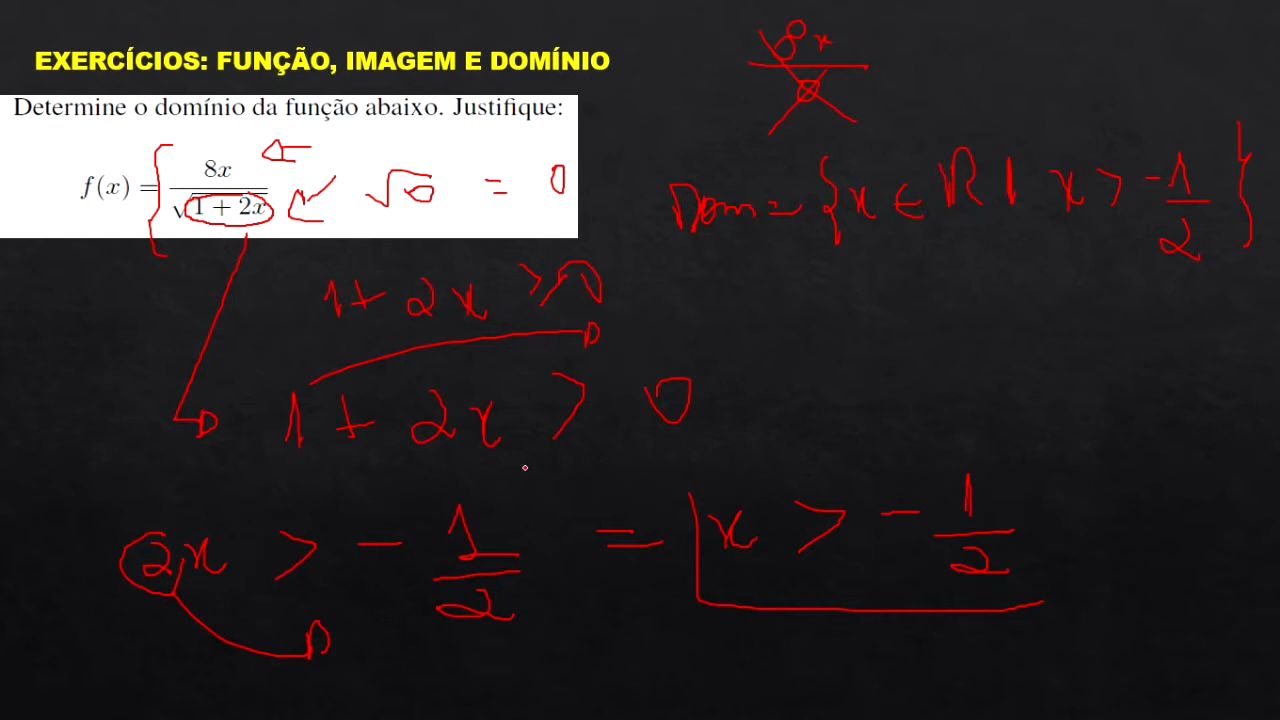 EXERCÍCIOS: FUNÇÃO, IMAGEM E DOMÍNIO
Determine o domínio da função abaixo. Justifique:
f(x) = { 8x / √(1 + 2x)
√0 = 0
Dom = {x ∈ ℝ | x > -1/2}
1 + 2x >
1 + 2x > 0
2x > - 1/2 = x > - 1/2